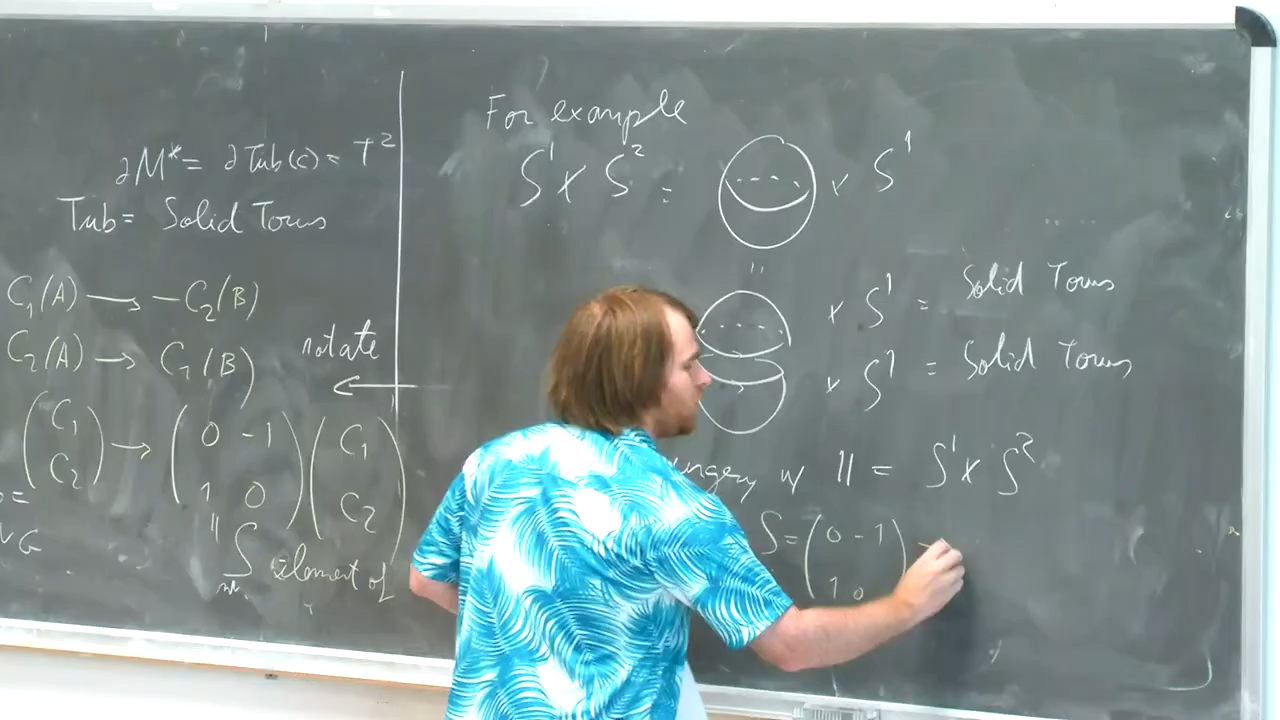 ∂M* = ∂Tub(c) = T²
Tub = Solid Torus
C₁(A) → -C₂(B)
C₂(A) → C₁(B)
rotate
(C₁ C₂) → (0 -1 1 0) (C₁ C₂)
G
S element of
For example
S¹ × S² = × S¹
"
× S¹ = Solid Torus
× S¹ = Solid Torus
w/ 11 = S¹ × S²
S = (0 -1 1 0)